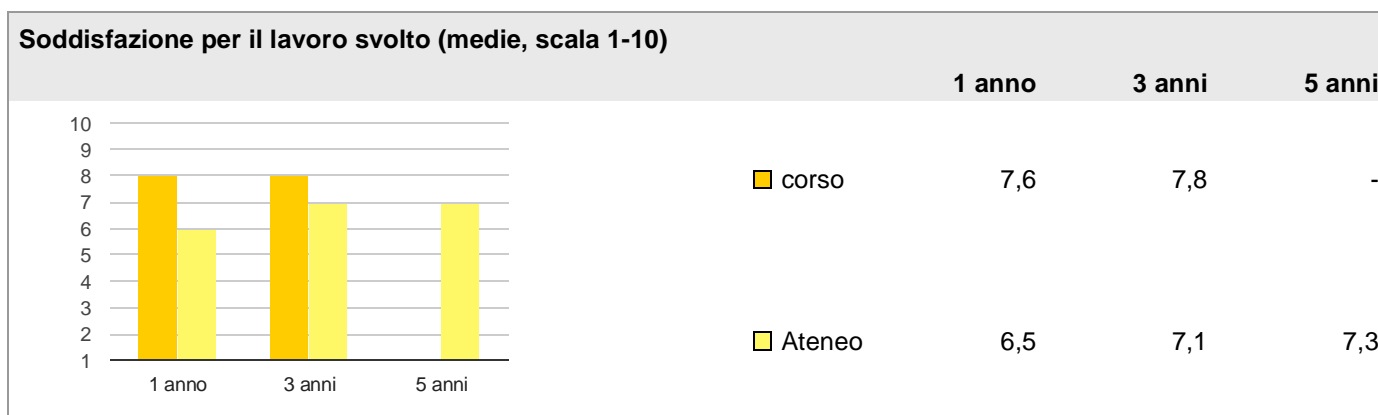 Soddisfazione per il lavoro svolto (medie, scala 1-10)
1 anno 3 anni 5 anni
10
9
8
7
6
5
4
3
2
1
1 anno 3 anni 5 anni
corso 7,6 7,8 -
Ateneo 6,5 7,1 7,3